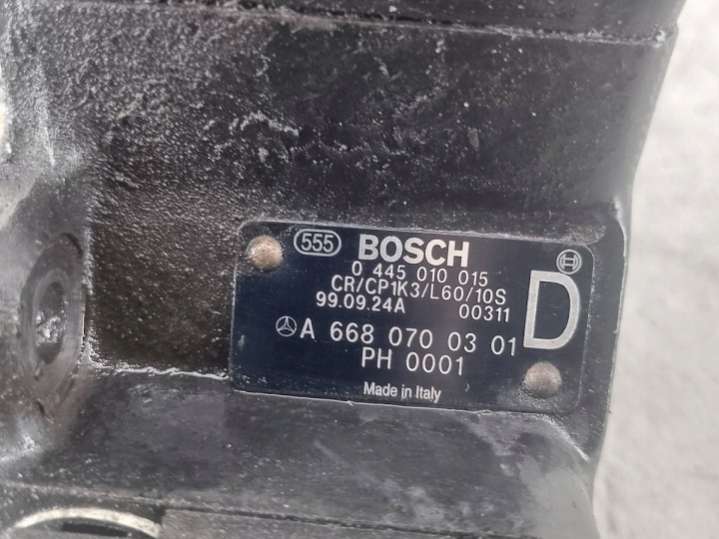 555 BOSCH
0 445 010 015
CR/CP1K3/L60/10S
99.09.24A 00311
D
A 668 070 03 01
PH 0001
Made in Italy